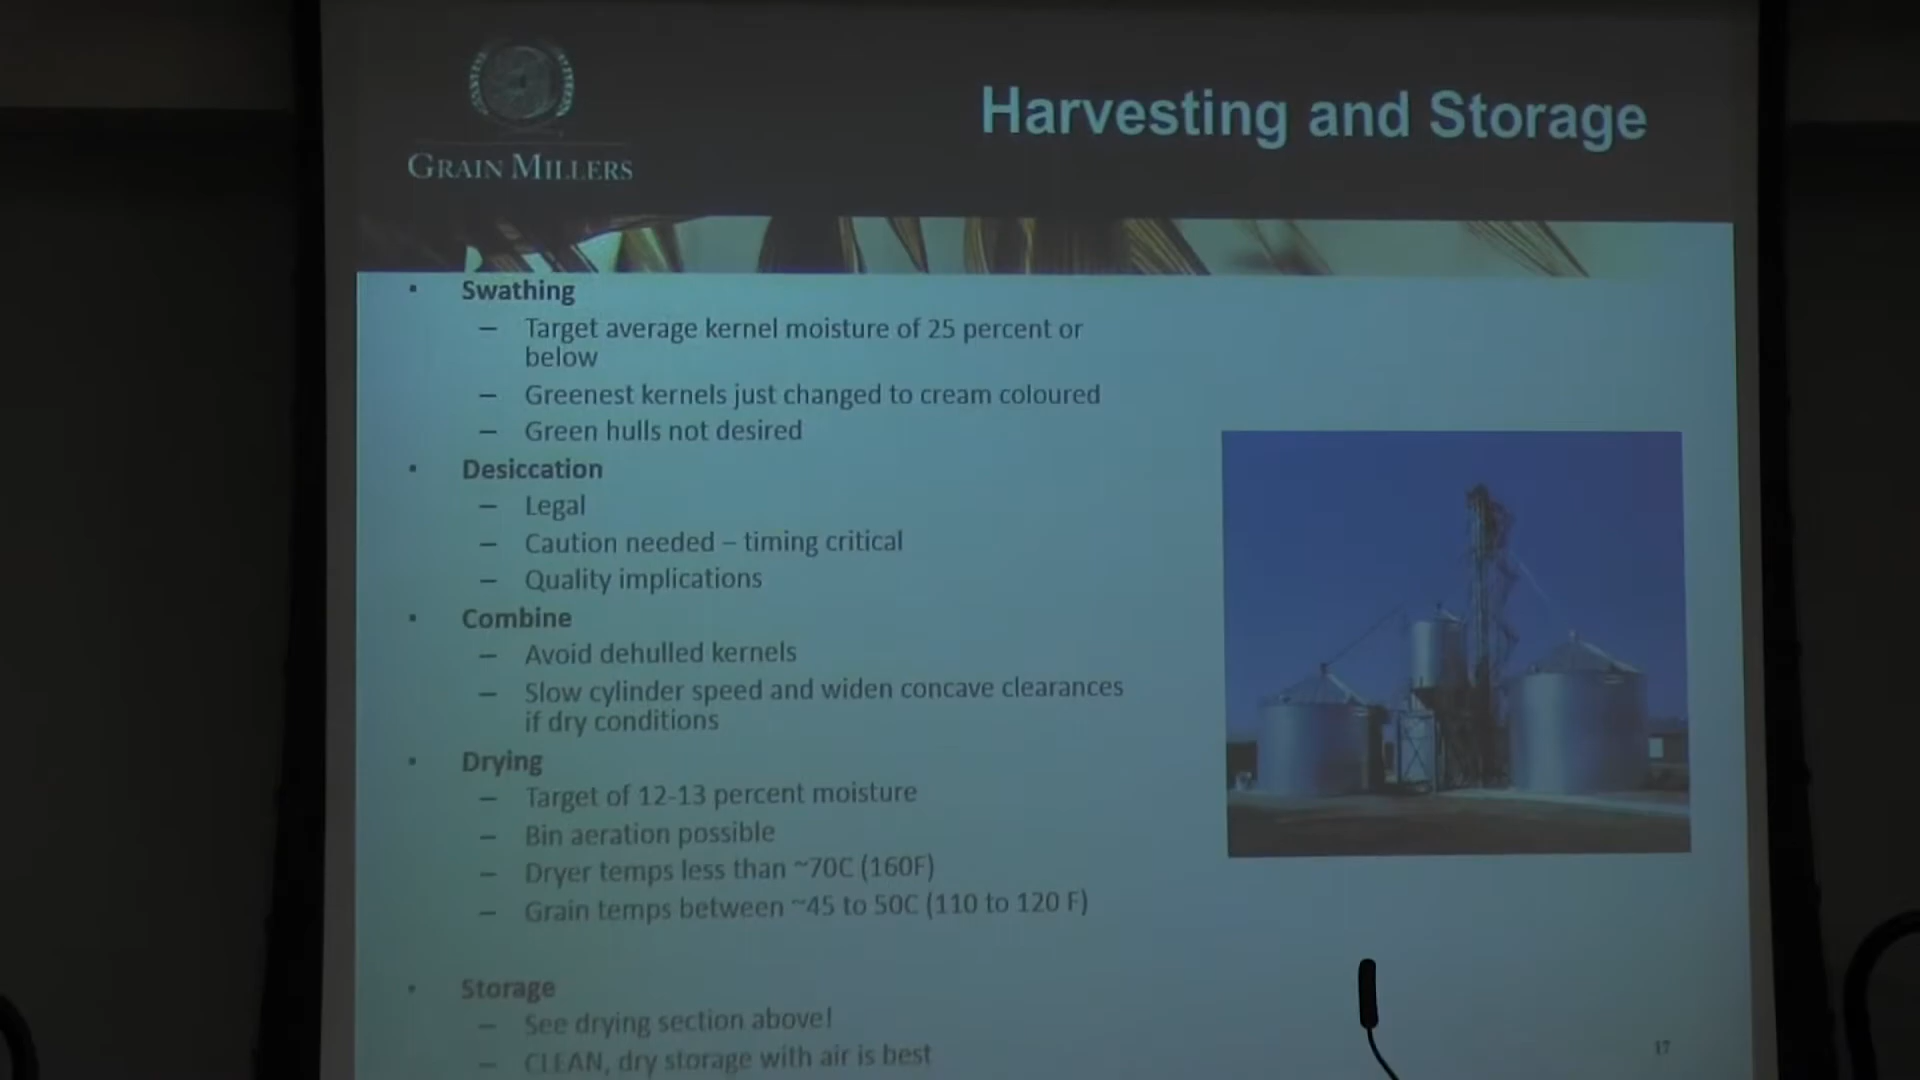 GRAIN MILLERS
Harvesting and Storage
▪ Swathing
– Target average kernel moisture of 25 percent or
below
– Greenest kernels just changed to cream coloured
– Green hulls not desired
▪ Desiccation
– Legal
– Caution needed – timing critical
– Quality implications
▪ Combine
– Avoid dehulled kernels
– Slow cylinder speed and widen concave clearances
if dry conditions
▪ Drying
– Target of 12-13 percent moisture
– Bin aeration possible
– Dryer temps less than ~70C (160F)
– Grain temps between ~45 to 50C (110 to 120 F)
▪ Storage
– See drying section above!
– CLEAN, dry storage with air is best
17